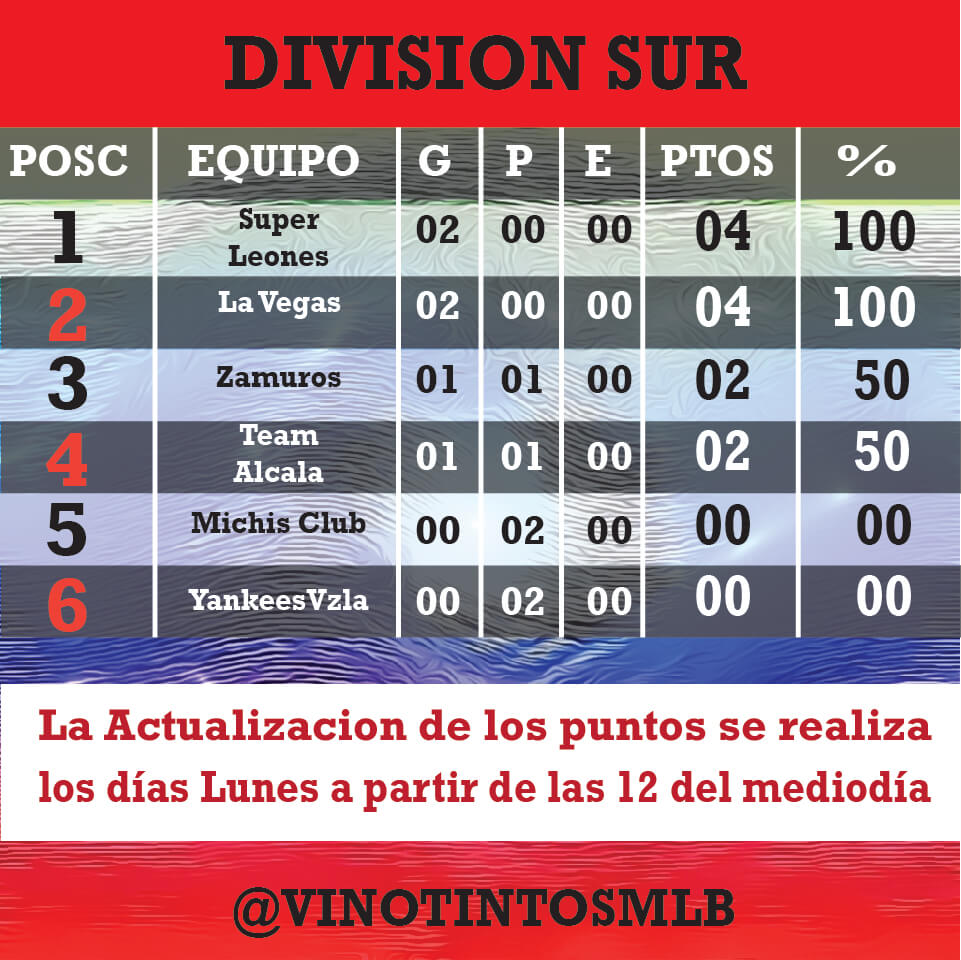 DIVISION SUR
POSC EQUIPO G P E PTOS %
1 Super Leones 02 00 00 04 100
2 La Vegas 02 00 00 04 100
3 Zamuros 01 01 00 02 50
4 Team Alcala 01 01 00 02 50
5 Michis Club 00 02 00 00 00
6 YankeesVzla 00 02 00 00 00
La Actualizacion de los puntos se realiza
los días Lunes a partir de las 12 del mediodía
@VINOTINTOSMLB